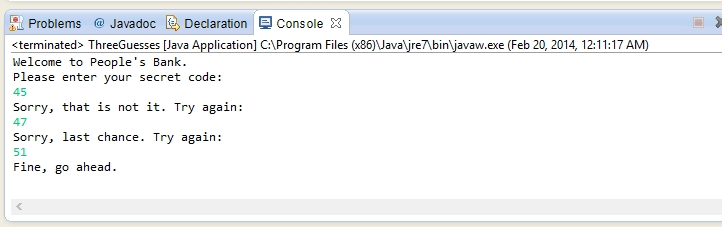 Problems @ Javadoc Declaration Console
<terminated> ThreeGuesses [Java Application] C:\Program Files (x86)\Java\jre7\bin\javaw.exe (Feb 20, 2014, 12:11:17 AM)
Welcome to People's Bank.
Please enter your secret code:
45
Sorry, that is not it. Try again:
47
Sorry, last chance. Try again:
51
Fine, go ahead.